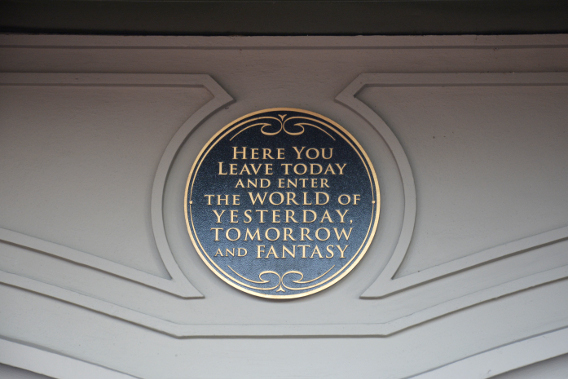 Here You
Leave today
and enter
the World of
Yesterday,
Tomorrow
and Fantasy